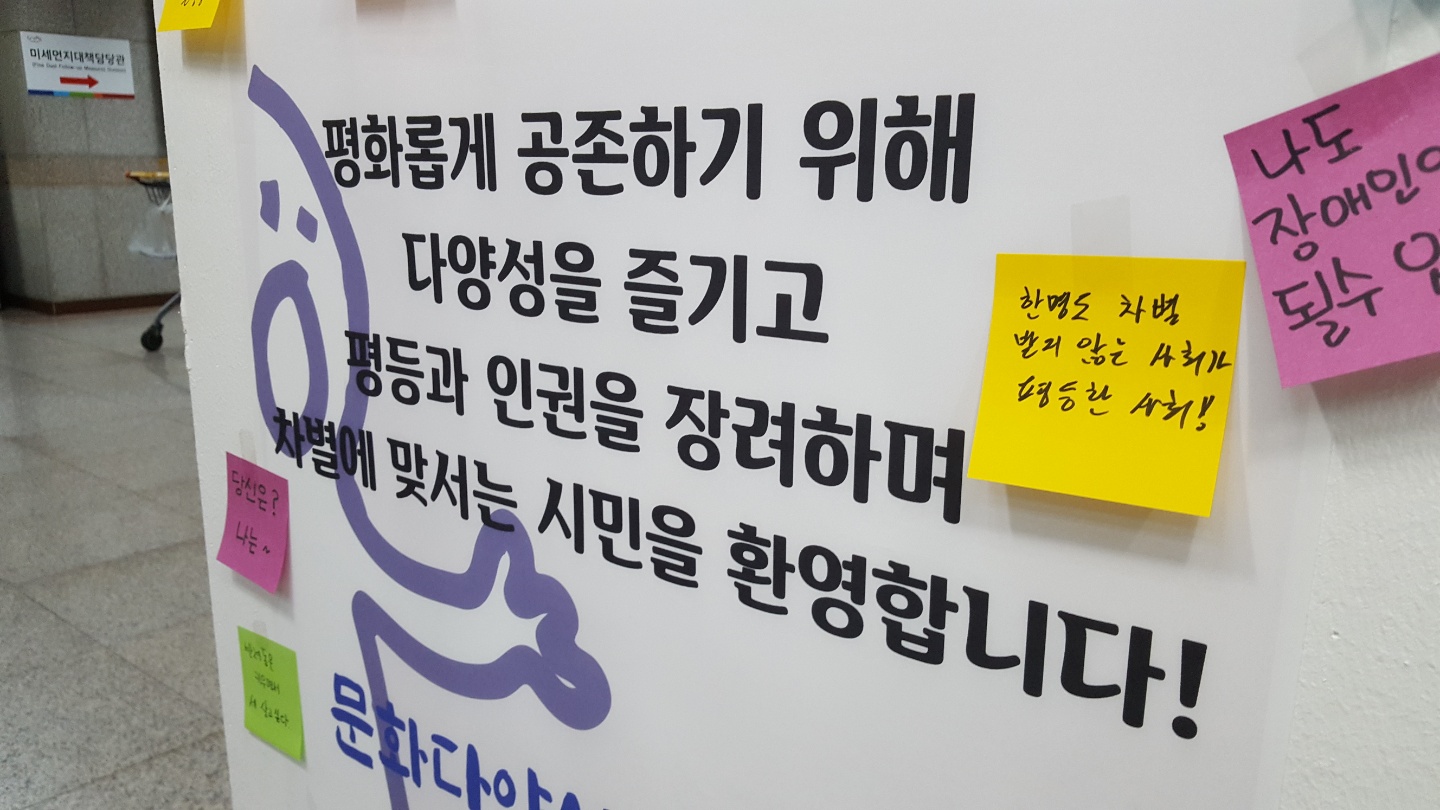 미세먼지대책담당관
평화롭게 공존하기 위해
다양성을 즐기고
평등과 인권을 장려하며
차별에 맞서는 시민을 환영합니다!
문화다양
한명도 차별
받지 않는 사회가
평등한 사회!
나도
장애인
될수
당신은?
나는~